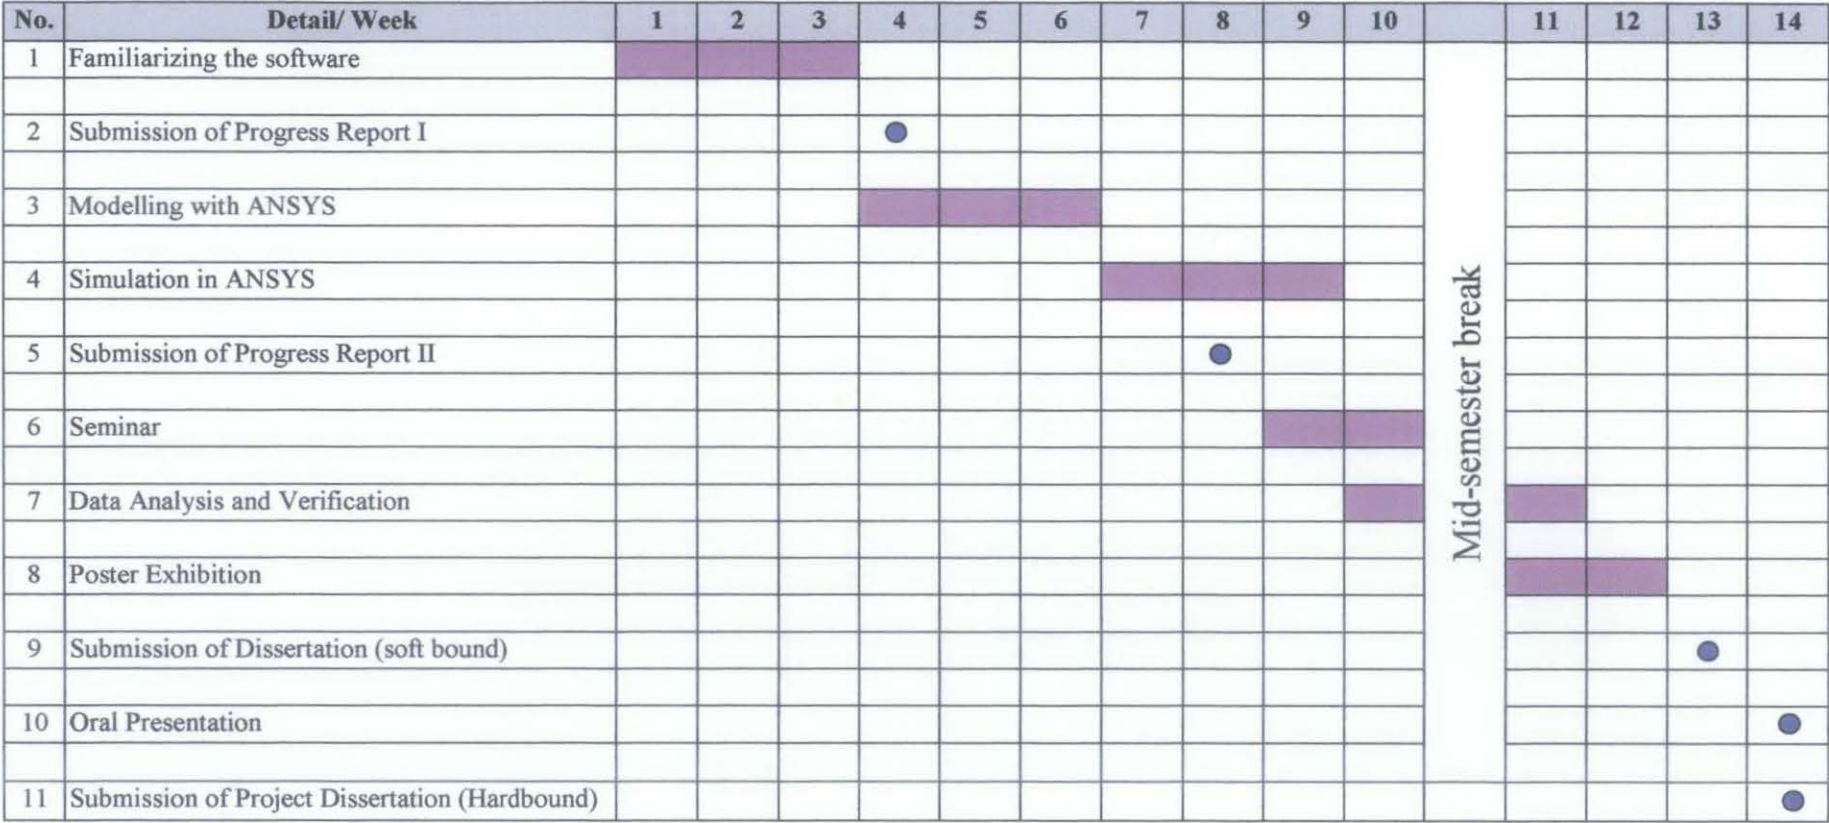 No. Detail/ Week 1 2 3 4 5 6 7 8 9 10 11 12 13 14
1 Familiarizing the software
2 Submission of Progress Report I
3 Modelling with ANSYS
4 Simulation in ANSYS
5 Submission of Progress Report II
6 Seminar
7 Data Analysis and Verification
8 Poster Exhibition
9 Submission of Dissertation (soft bound)
10 Oral Presentation
11 Submission of Project Dissertation (Hardbound)
Mid-semester break